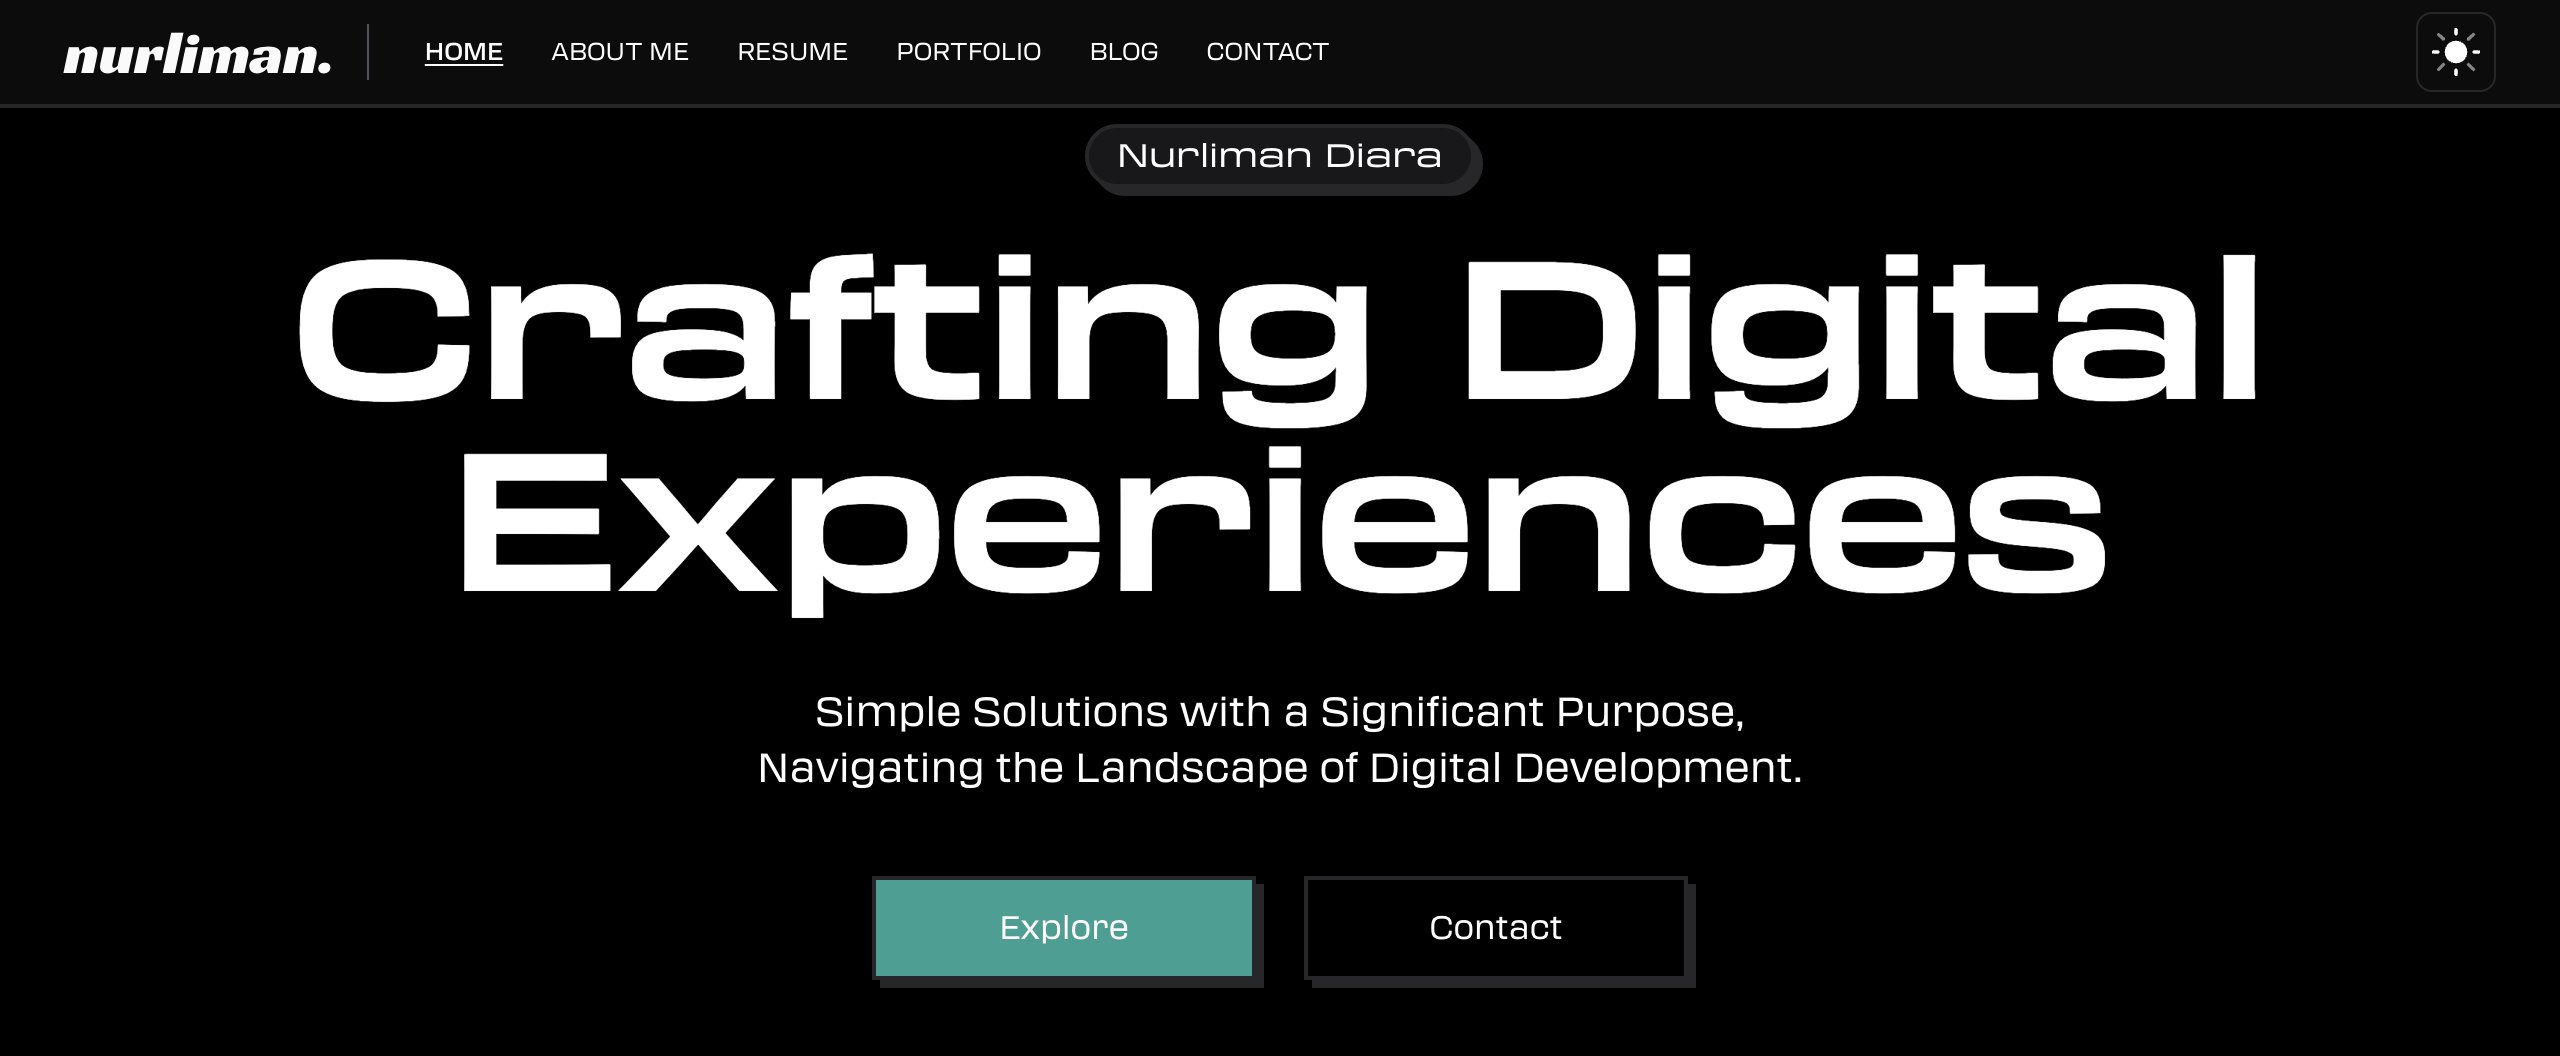 nurliman.
HOME ABOUT ME RESUME PORTFOLIO BLOG CONTACT
Nurliman Diara
Crafting Digital
Experiences
Simple Solutions with a Significant Purpose,
Navigating the Landscape of Digital Development.
Explore
Contact